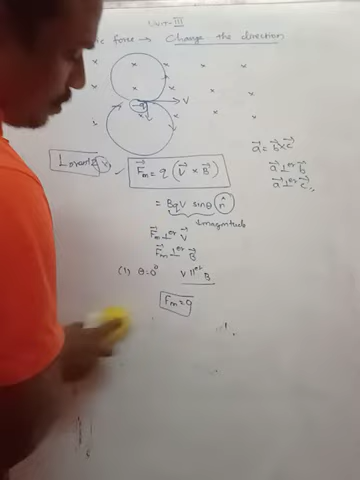 Unit-III
force → Change the direction
-q
V
Lorentz
F⃗m = q (V⃗ × B⃗)
= BqV sinθ n̂
magnitude
F⃗m ⊥er V⃗
F⃗m ⊥er B⃗
(1) θ=0° V ||el B
Fm=0
a⃗ = b⃗×c⃗
a⃗ ⊥er b⃗
a⃗ ⊥er c⃗